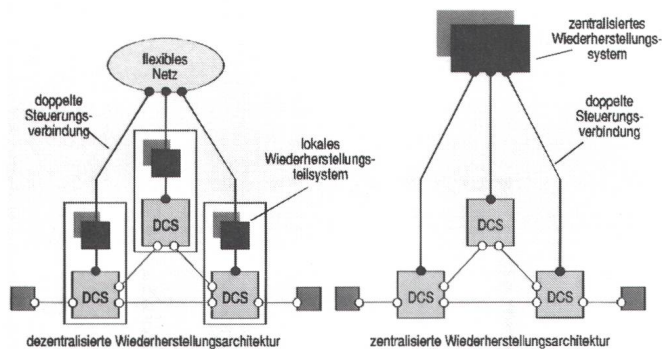 flexibles
Netz
doppelte
Steuerungs-
verbindung
lokales
Wiederherstellungs-
teilsystem
DCS
DCS
DCS
dezentralisierte Wiederherstellungsarchitektur
zentralisiertes
Wiederherstellungs-
system
doppelte
Steuerungs-
verbindung
DCS
DCS
DCS
zentralisierte Wiederherstellungsarchitektur